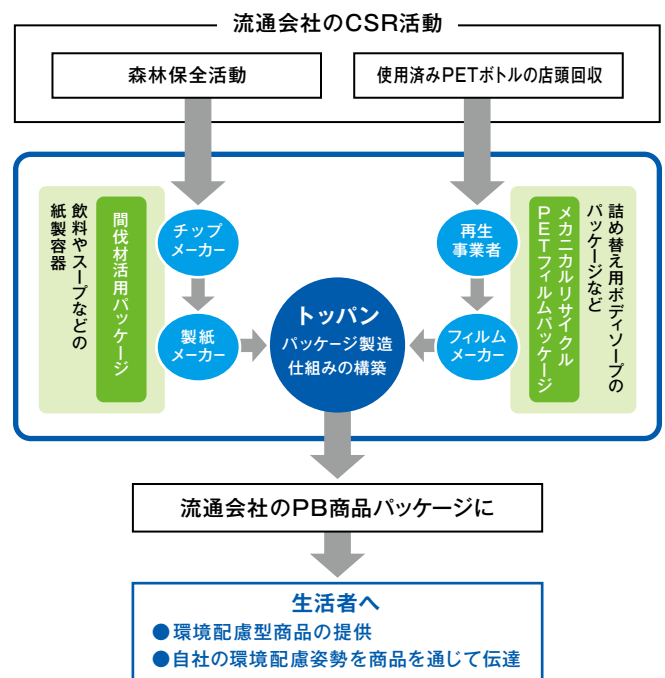 流通会社のCSR活動
森林保全活動
使用済みPETボトルの店頭回収
間伐材活用パッケージ
飲料やスープなどの
紙製容器
チップ
メーカー
製紙
メーカー
トッパン
パッケージ製造
仕組みの構築
再生
事業者
フィルム
メーカー
詰め替え用ボディソープの
パッケージなど
メカニカルリサイクル
PETフィルムパッケージ
流通会社のPB商品パッケージに
生活者へ
●環境配慮型商品の提供
●自社の環境配慮姿勢を商品を通じて伝達